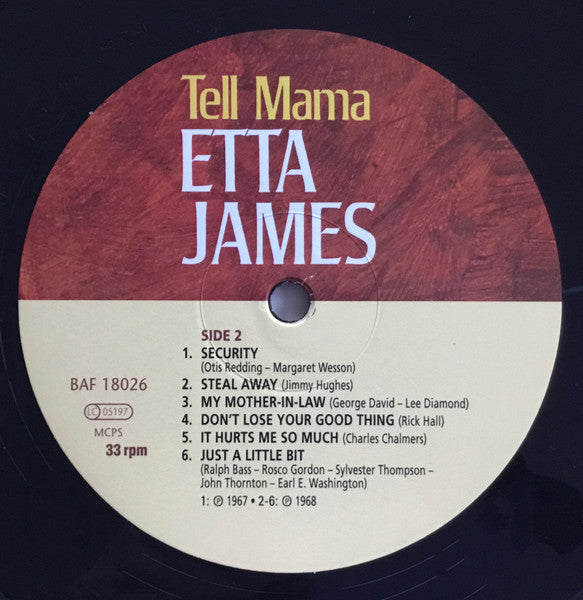 Tell Mama
ETTA
JAMES
SIDE 2
1. SECURITY
(Otis Redding – Margaret Wesson)
2. STEAL AWAY (Jimmy Hughes)
3. MY MOTHER-IN-LAW (George David – Lee Diamond)
4. DON'T LOSE YOUR GOOD THING (Rick Hall)
5. IT HURTS ME SO MUCH (Charles Chalmers)
6. JUST A LITTLE BIT
(Ralph Bass – Rosco Gordon – Sylvester Thompson –
John Thornton – Earl E. Washington)
1: ℗ 1967 • 2-6: ℗ 1968
BAF 18026
LC 05197
MCPS
33 rpm